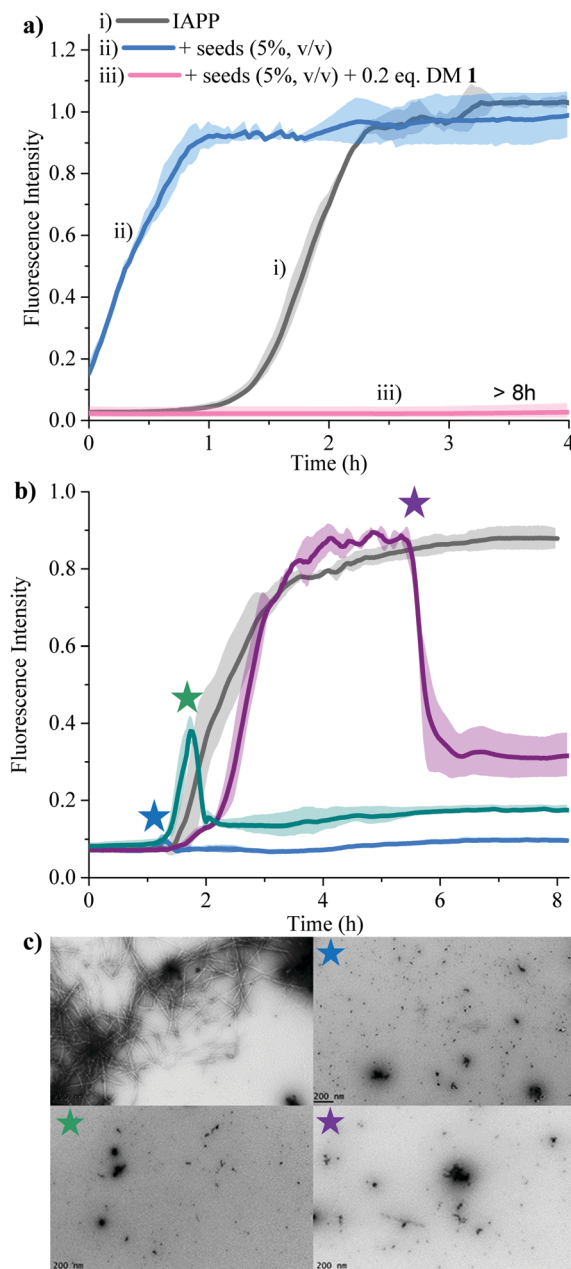 a)
i) IAPP
ii) + seeds (5%, v/v)
iii) + seeds (5%, v/v) + 0.2 eq. DM 1
Fluorescence Intensity
1.2
1.0
0.8
0.6
0.4
0.2
0.0
ii)
i)
iii)
> 8h
0 1 2 3 4
Time (h)
b)
Fluorescence Intensity
1.0
0.8
0.6
0.4
0.2
0.0
0 2 4 6 8
Time (h)
c)
200 nm
200 nm
200 nm